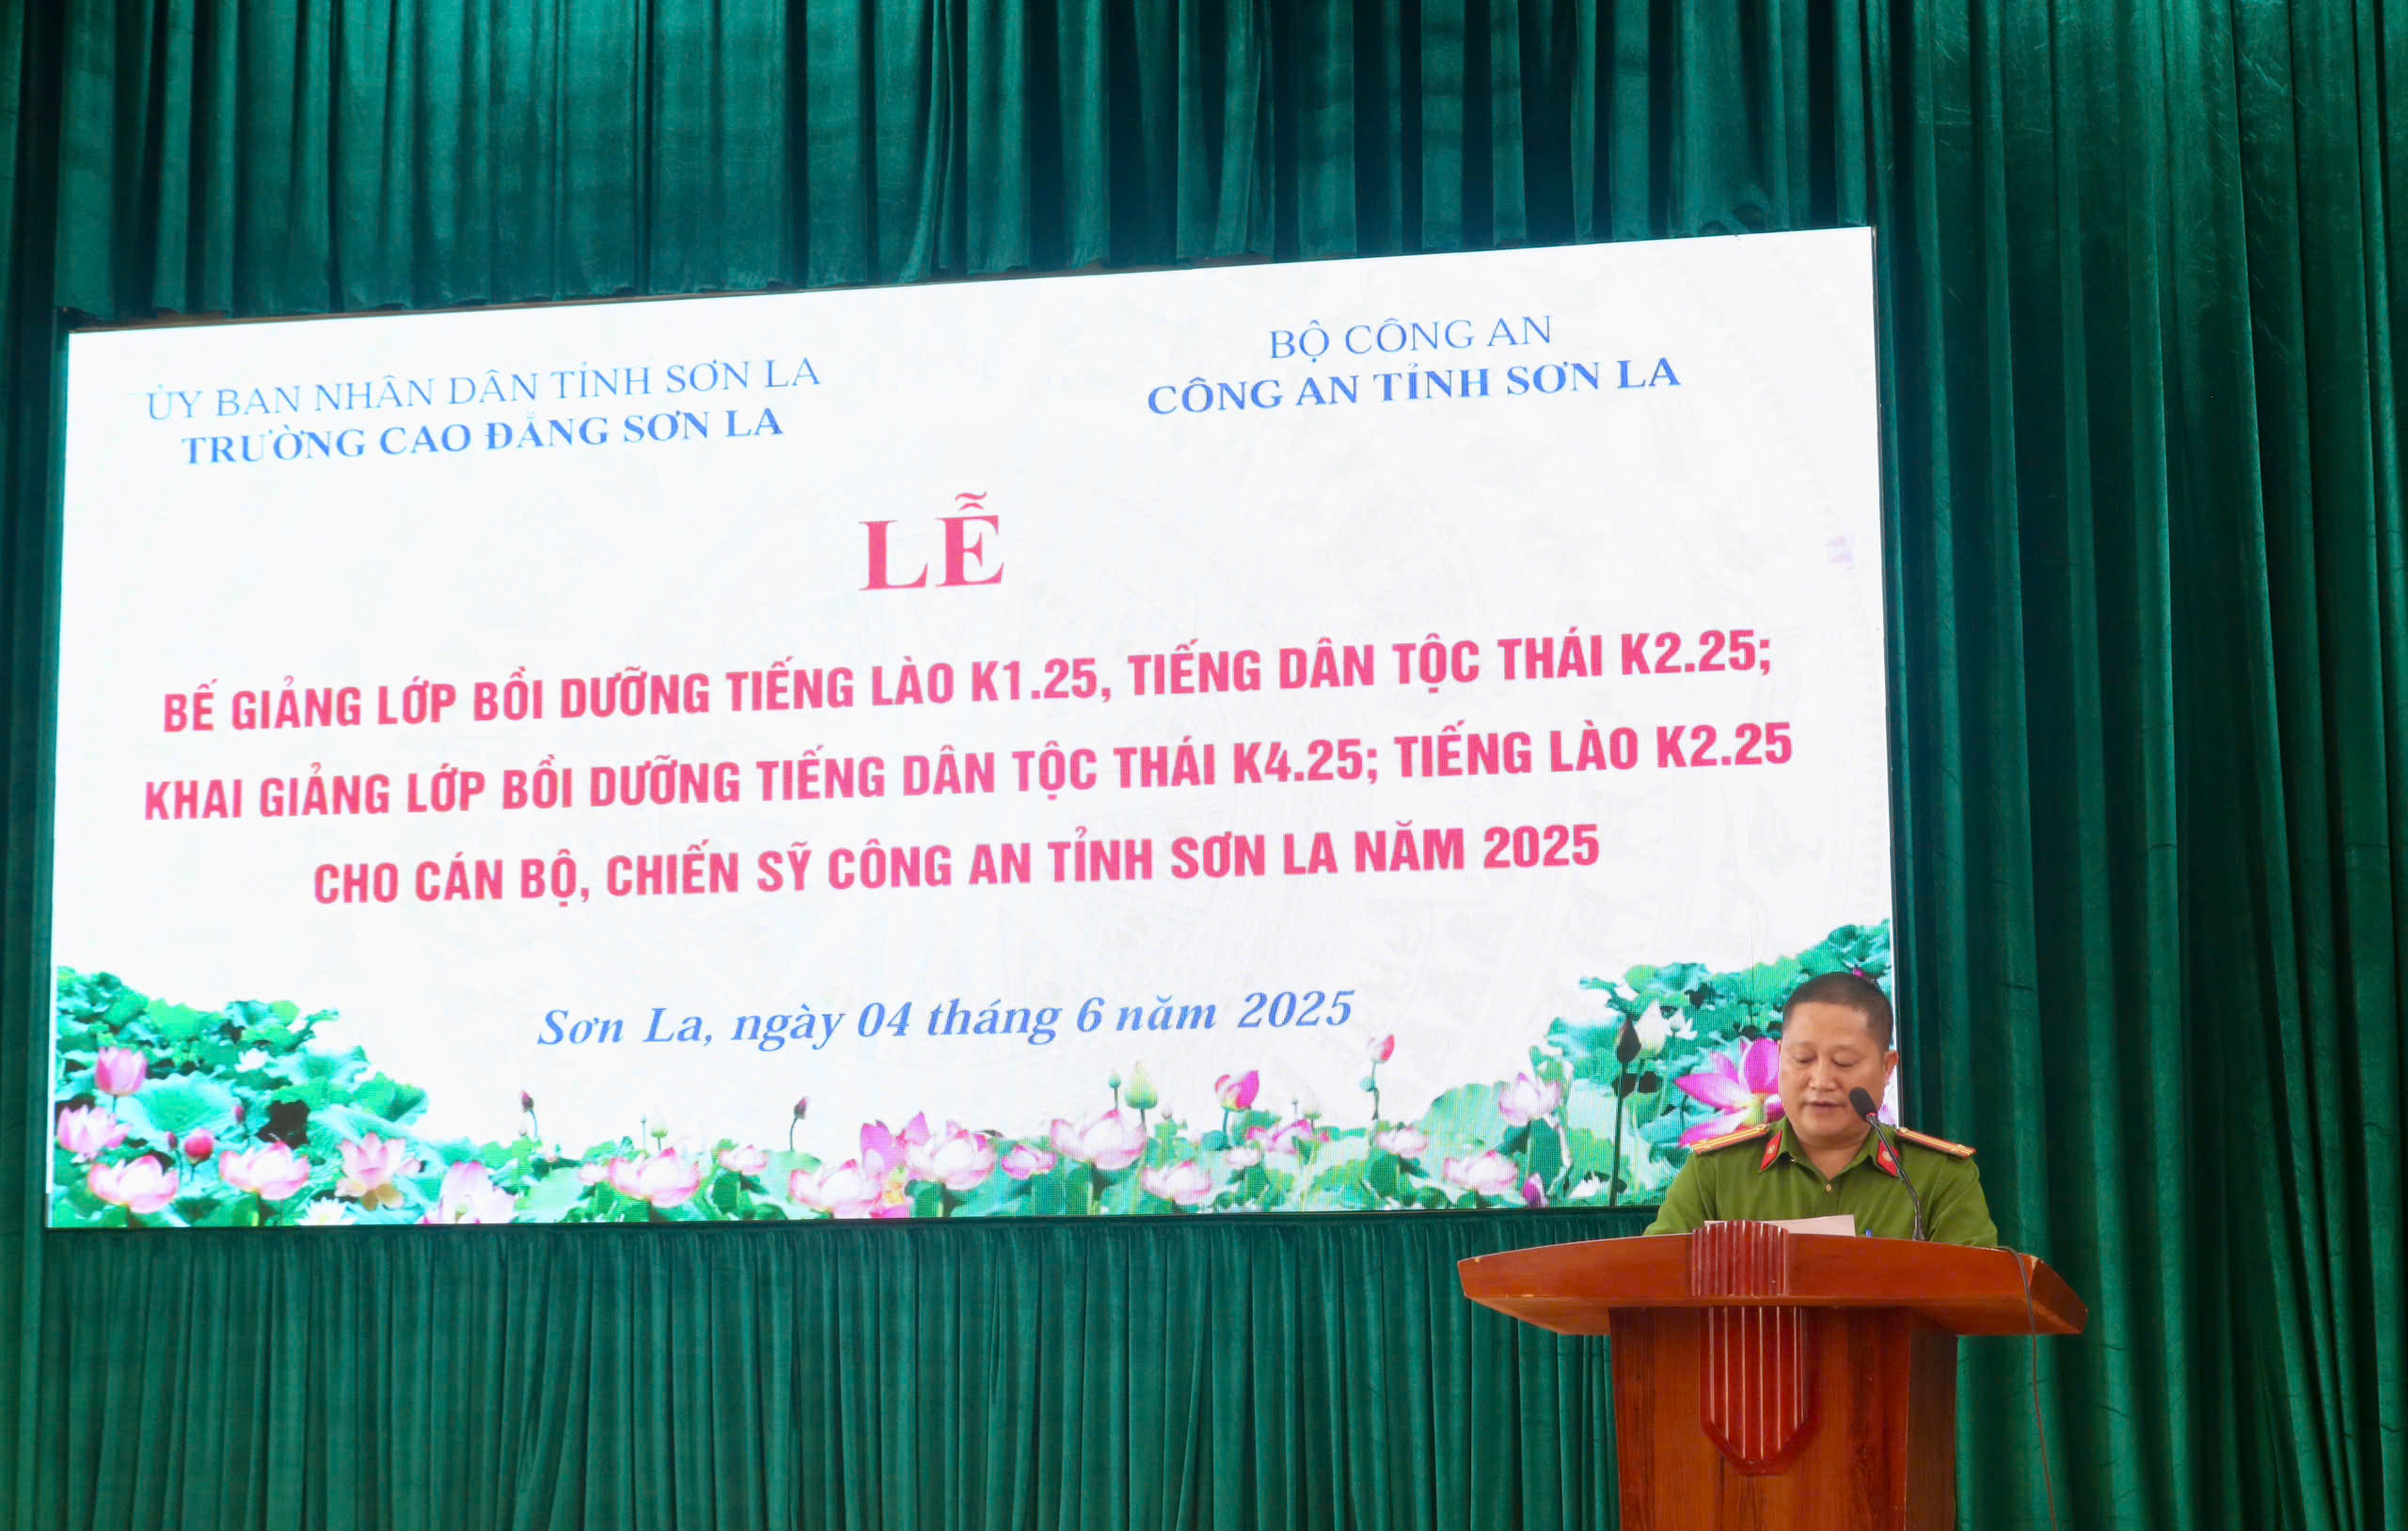 ỦY BAN NHÂN DÂN TỈNH SƠN LA
TRƯỜNG CAO ĐẲNG SƠN LA
BỘ CÔNG AN
CÔNG AN TỈNH SƠN LA
LỄ
BẾ GIẢNG LỚP BỒI DƯỠNG TIẾNG LÀO K1.25, TIẾNG DÂN TỘC THÁI K2.25;
KHAI GIẢNG LỚP BỒI DƯỠNG TIẾNG DÂN TỘC THÁI K4.25; TIẾNG LÀO K2.25
CHO CÁN BỘ, CHIẾN SỸ CÔNG AN TỈNH SƠN LA NĂM 2025
Sơn La, ngày 04 tháng 6 năm 2025